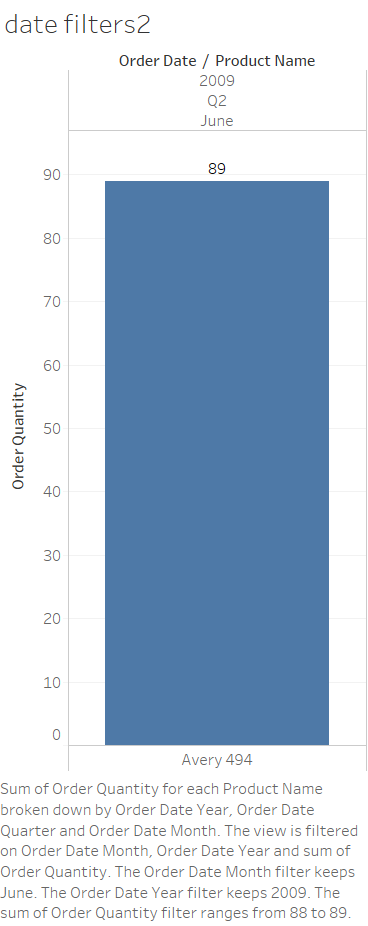 date filters2
Order Date / Product Name
2009
Q2
June
89
90
80
70
60
50
40
30
20
10
0
Order Quantity
Avery 494
Sum of Order Quantity for each Product Name
broken down by Order Date Year, Order Date
Quarter and Order Date Month. The view is filtered
on Order Date Month, Order Date Year and sum of
Order Quantity. The Order Date Month filter keeps
June. The Order Date Year filter keeps 2009. The
sum of Order Quantity filter ranges from 88 to 89.